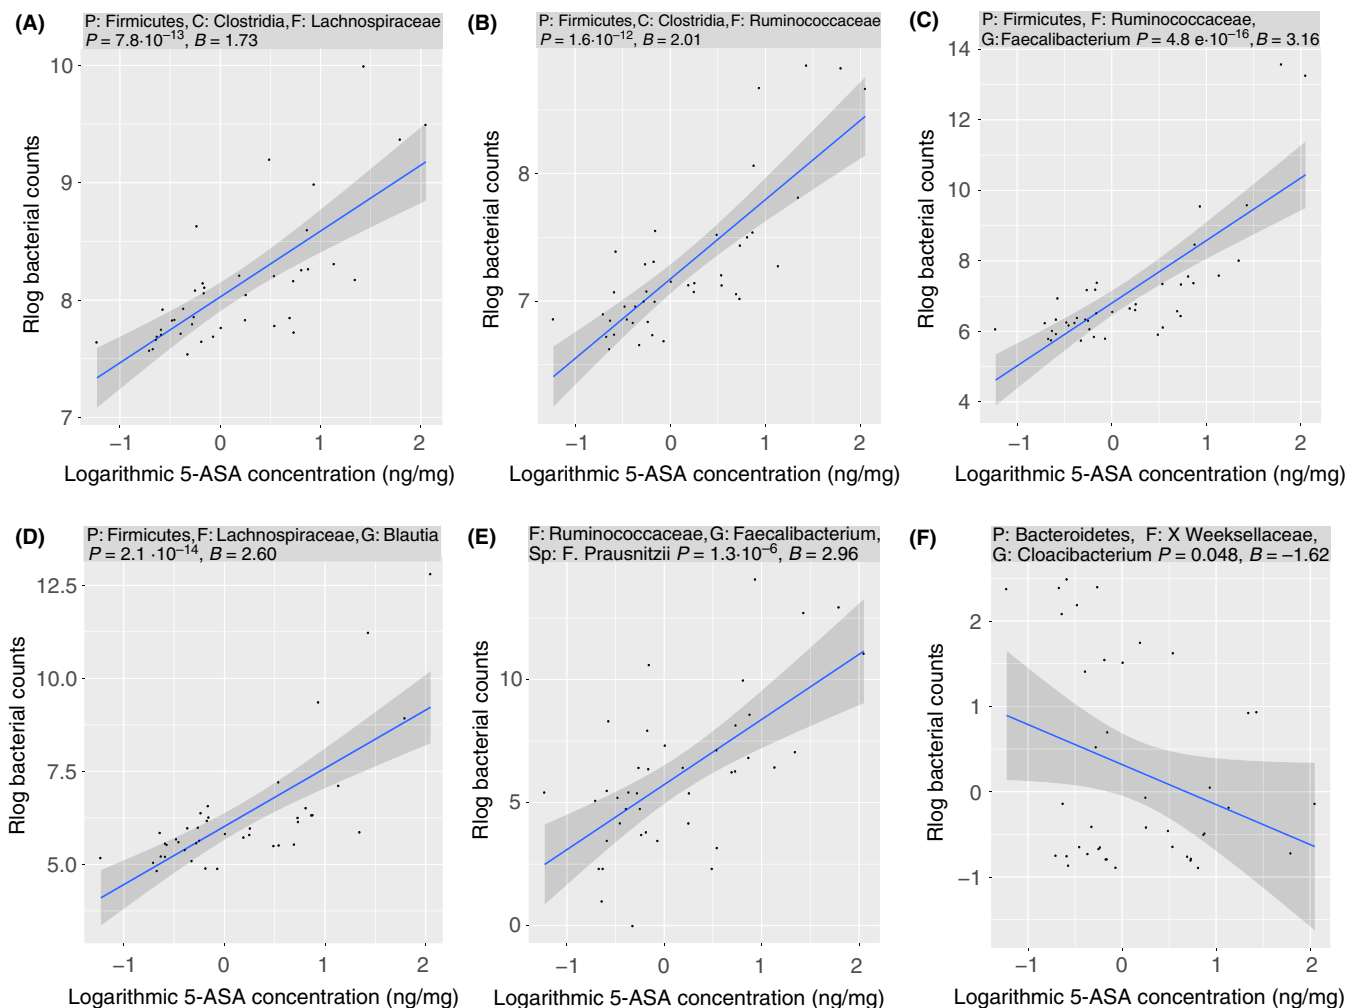 (A)
P: Firmicutes, C: Clostridia, F: Lachnospiraceae
P = 7.8·10⁻¹³, B = 1.73
10
9
8
7
Rlog bacterial counts
−1 0 1 2
Logarithmic 5-ASA concentration (ng/mg)
(B)
P: Firmicutes, C: Clostridia, F: Ruminococcaceae
P = 1.6·10⁻¹², B = 2.01
8
7
Rlog bacterial counts
−1 0 1 2
Logarithmic 5-ASA concentration (ng/mg)
(C)
P: Firmicutes, F: Ruminococcaceae,
G:Faecalibacterium P = 4.8 e·10⁻¹⁶, B = 3.16
14
12
10
8
6
4
Rlog bacterial counts
−1 0 1 2
Logarithmic 5-ASA concentration (ng/mg)
(D)
P: Firmicutes, F: Lachnospiraceae, G: Blautia
P = 2.1 ·10⁻¹⁴, B = 2.60
12.5
10.0
7.5
5.0
Rlog bacterial counts
−1 0 1 2
Logarithmic 5-ASA concentration (ng/mg)
(E)
F: Ruminococcaceae, G: Faecalibacterium,
Sp: F. Prausnitzii P = 1.3·10⁻⁶, B = 2.96
10
5
0
Rlog bacterial counts
−1 0 1 2
Logarithmic 5-ASA concentration (ng/mg)
(F)
P: Bacteroidetes, F: X Weeksellaceae,
G: Cloacibacterium P = 0.048, B = −1.62
2
1
0
−1
Rlog bacterial counts
−1 0 1 2
Logarithmic 5-ASA concentration (ng/mg)